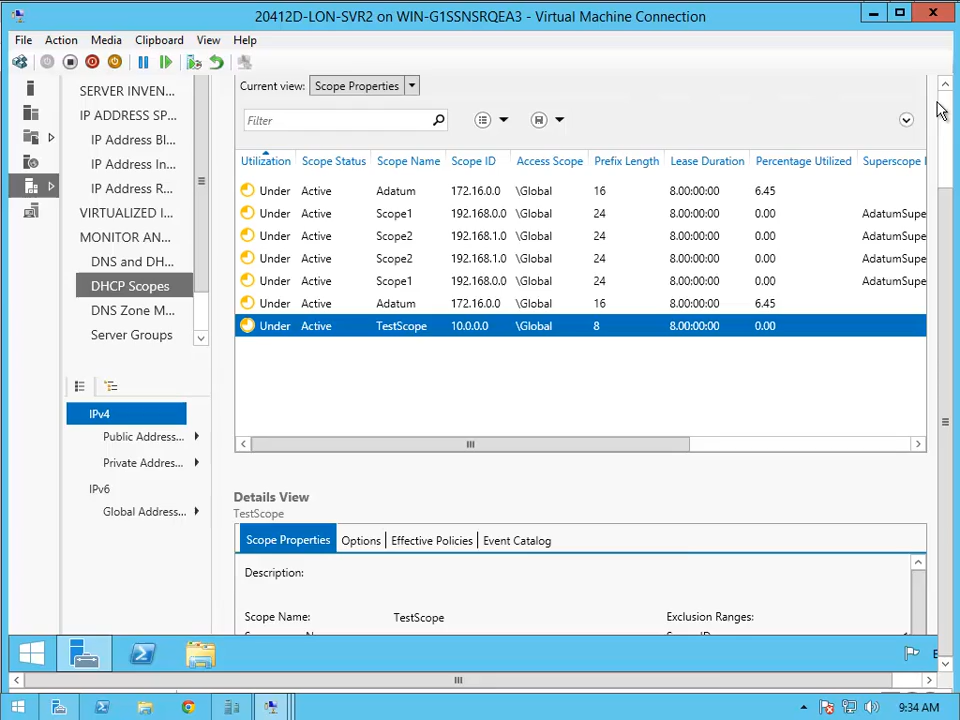 20412D-LON-SVR2 on WIN-G1SSNSRQEA3 - Virtual Machine Connection
File Action Media Clipboard View Help
SERVER INVEN...
IP ADDRESS SP...
IP Address Bl...
IP Address In...
IP Address R...
VIRTUALIZED I...
MONITOR AN...
DNS and DH...
DHCP Scopes
DNS Zone M...
Server Groups
IPv4
Public Address...
Private Addres...
IPv6
Global Address...
Current view: Scope Properties
Filter
Utilization Scope Status Scope Name Scope ID Access Scope Prefix Length Lease Duration Percentage Utilized Superscope
Under Active Adatum 172.16.0.0 \Global 16 8.00:00:00 6.45
Under Active Scope1 192.168.0.0 \Global 24 8.00:00:00 0.00 AdatumSupe
Under Active Scope2 192.168.1.0 \Global 24 8.00:00:00 0.00 AdatumSupe
Under Active Scope2 192.168.1.0 \Global 24 8.00:00:00 0.00 AdatumSupe
Under Active Scope1 192.168.0.0 \Global 24 8.00:00:00 0.00 AdatumSupe
Under Active Adatum 172.16.0.0 \Global 16 8.00:00:00 6.45
Under Active TestScope 10.0.0.0 \Global 8 8.00:00:00 0.00
Details View
TestScope
Scope Properties Options Effective Policies Event Catalog
Description:
Scope Name: TestScope Exclusion Ranges:
9:34 AM